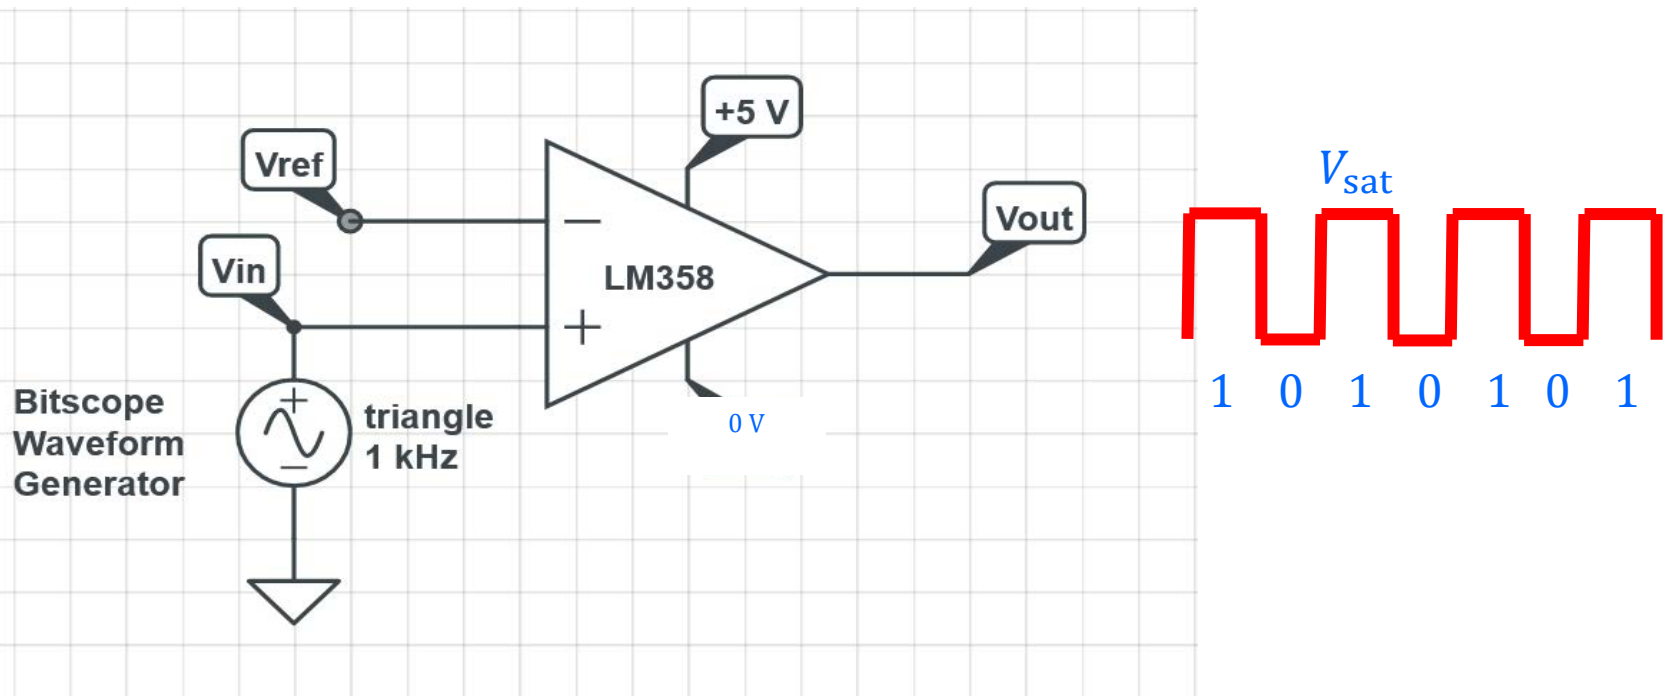 +5 V
Vref
Vsat
Vout
Vin
LM358
−
+
Bitscope
Waveform
Generator
+
−
triangle
1 kHz
0 V
1 0 1 0 1 0 1